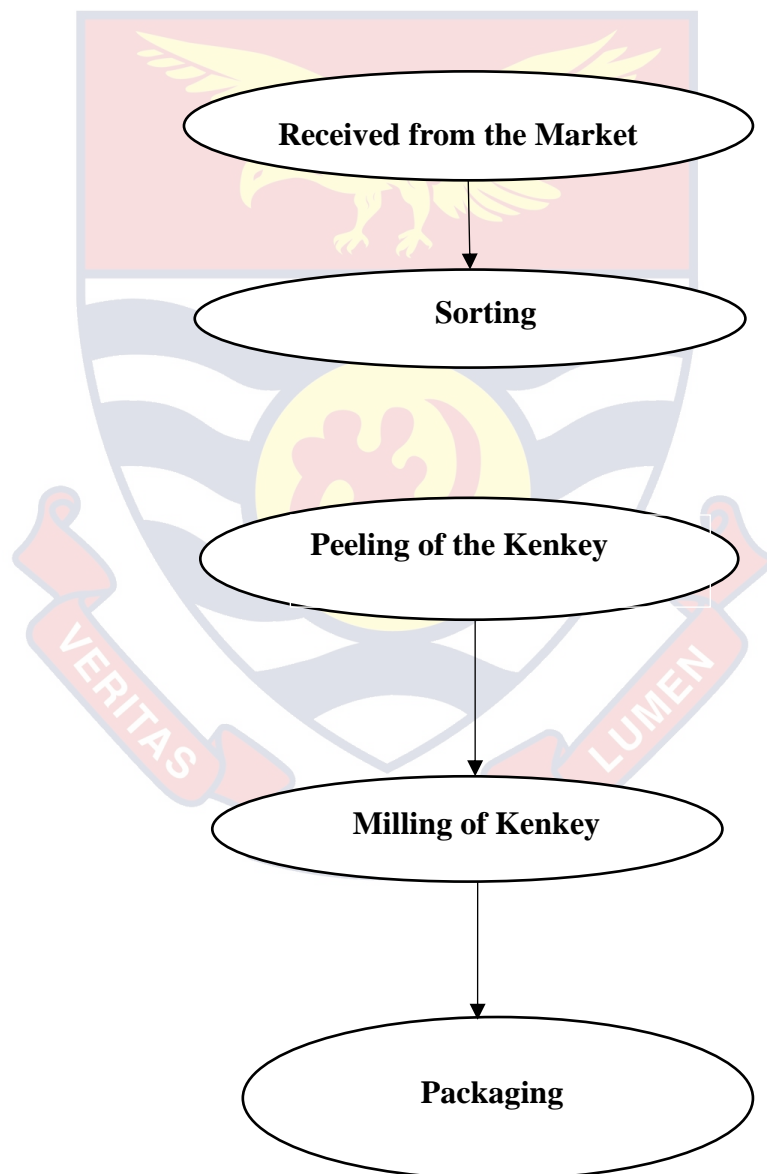 Received from the Market
Sorting
Peeling of the Kenkey
VERITAS
LUMEN
Milling of Kenkey
Packaging